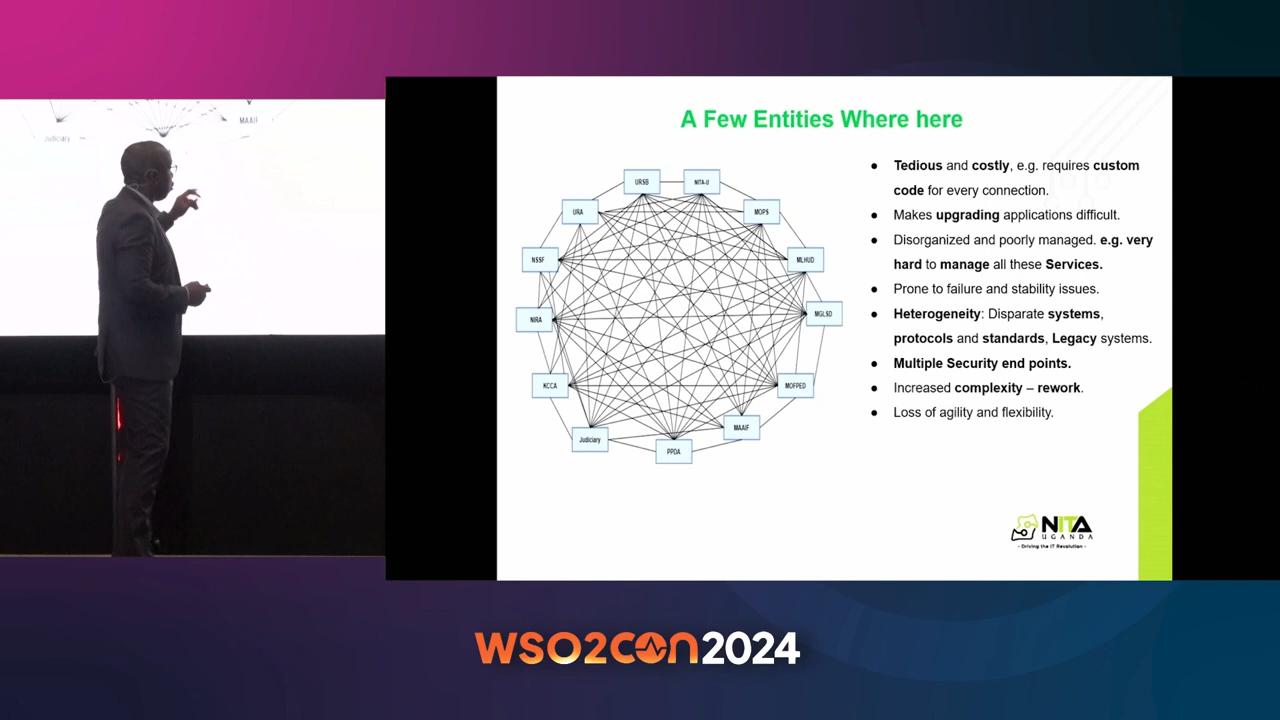 Judiciary
MAAIF
A Few Entities Where here
URSB
NITA-U
URA
MOPS
NSSF
MLHUD
NIRA
MGLSD
KCCA
MOFPED
Judiciary
MAAIF
PPDA
● Tedious and costly, e.g. requires custom
code for every connection.
● Makes upgrading applications difficult.
● Disorganized and poorly managed. e.g. very
hard to manage all these Services.
● Prone to failure and stability issues.
● Heterogeneity: Disparate systems,
protocols and standards, Legacy systems.
● Multiple Security end points.
● Increased complexity – rework.
● Loss of agility and flexibility.
NITA
UGANDA
- Driving the IT Revolution -
WSO2CON2024